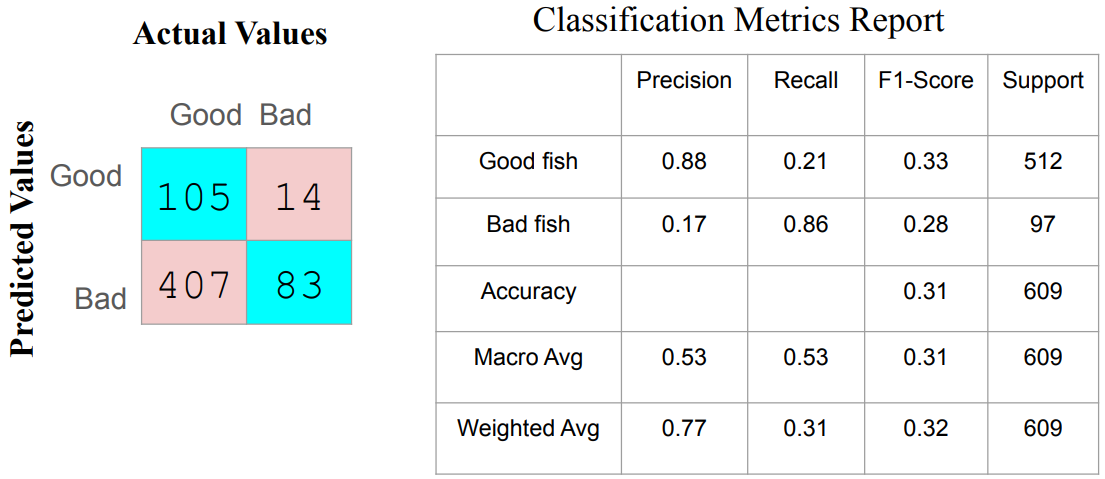 Actual Values
Good Bad
Predicted Values
Good 105 14
Bad 407 83
Classification Metrics Report
Precision Recall F1-Score Support
Good fish 0.88 0.21 0.33 512
Bad fish 0.17 0.86 0.28 97
Accuracy 0.31 609
Macro Avg 0.53 0.53 0.31 609
Weighted Avg 0.77 0.31 0.32 609